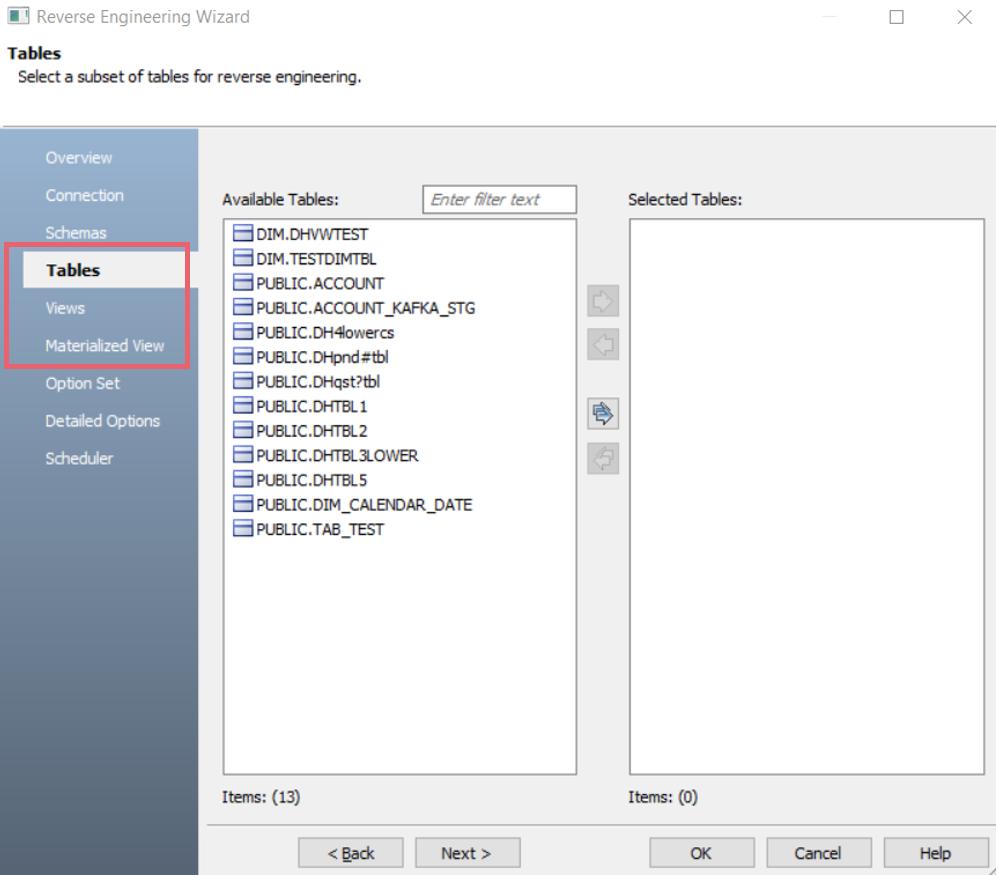 Reverse Engineering Wizard
Tables
Select a subset of tables for reverse engineering.
Overview
Connection
Schemas
Tables
Views
Materialized View
Option Set
Detailed Options
Scheduler
Available Tables:
Enter filter text
DIM.DHVWTEST
DIM.TESTDIMTBL
PUBLIC.ACCOUNT
PUBLIC.ACCOUNT_KAFKA_STG
PUBLIC.DH4lowercs
PUBLIC.DHpnd#tbl
PUBLIC.DHqst?tbl
PUBLIC.DHTBL1
PUBLIC.DHTBL2
PUBLIC.DHTBL3LOWER
PUBLIC.DHTBL5
PUBLIC.DIM_CALENDAR_DATE
PUBLIC.TAB_TEST
Items: (13)
Selected Tables:
Items: (0)
< Back
Next >
OK
Cancel
Help